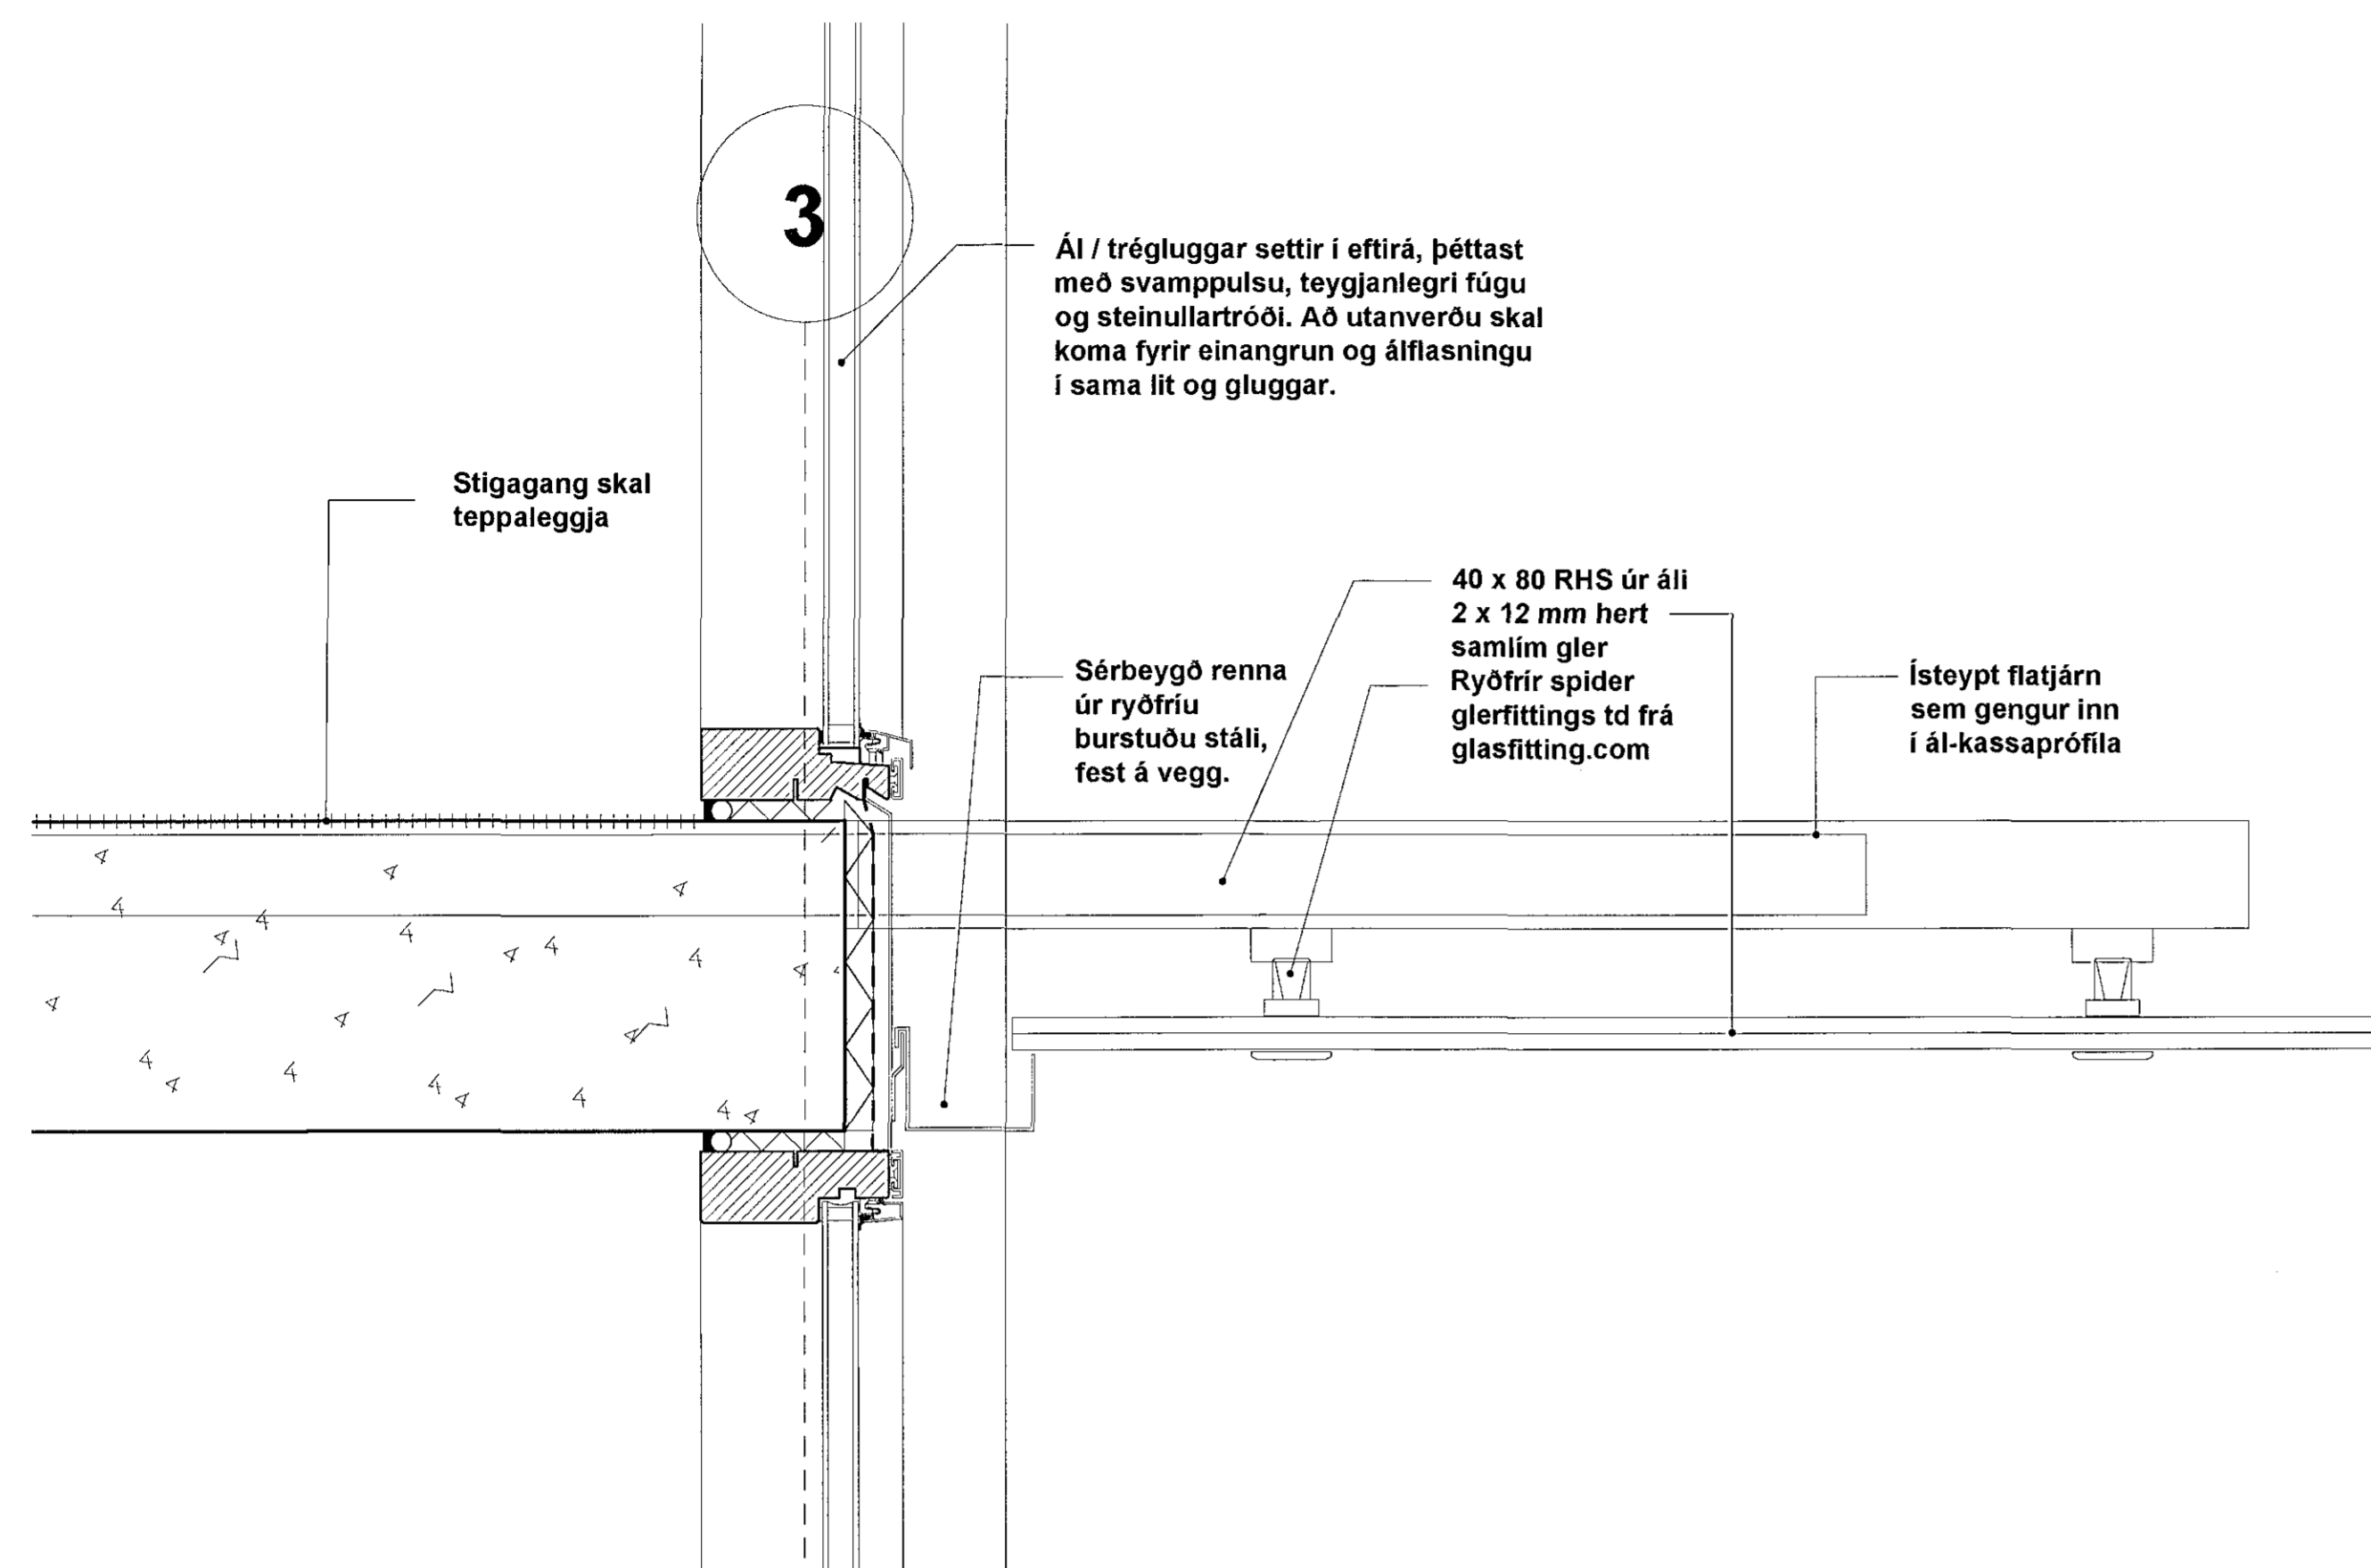 3
Ál / trégluggar settir í eftirá, þéttast
með svamppulsu, teygjanlegri fúgu
og steinullartróði. Að utanverðu skal
koma fyrir einangrun og álflasningu
í sama lit og gluggar.
Stigagang skal
teppaleggja
40 x 80 RHS úr áli
2 x 12 mm hert
samlím gler
Ryðfrír spider
glerfittings td frá
glasfitting.com
Sérbeygð renna
úr ryðfríu
burstuðu stáli,
fest á vegg.
Ísteypt flatjárn
sem gengur inn
í ál-kassaprófíla